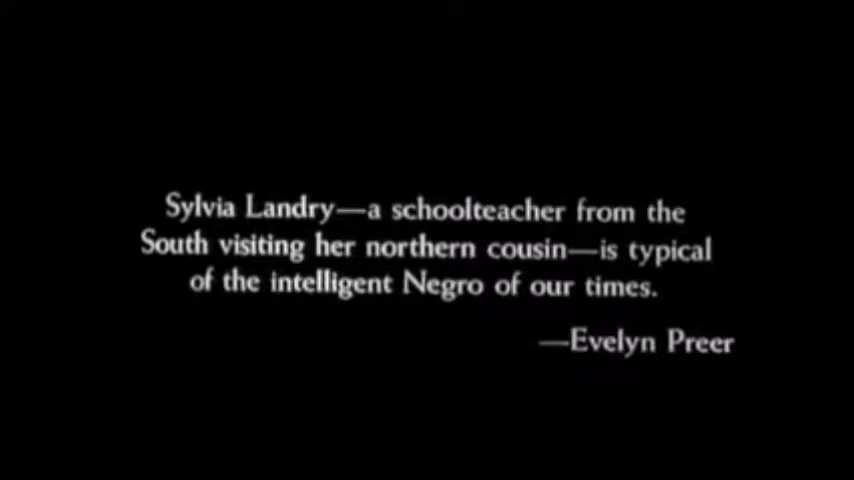 Sylvia Landry—a schoolteacher from the
South visiting her northern cousin—is typical
of the intelligent Negro of our times.
—Evelyn Preer